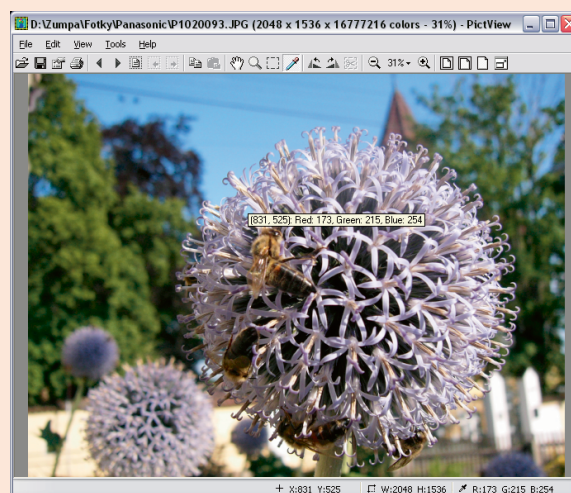 D:\Zumpa\Fotky\Panasonic\P1020093.JPG (2048 x 1536 x 16777216 colors - 31%) - PictView
File Edit View Tools Help
31%
(831, 525): Red: 173, Green: 215, Blue: 254
X:831 Y:525 W:2048 H:1536 R:173 G:215 B:254